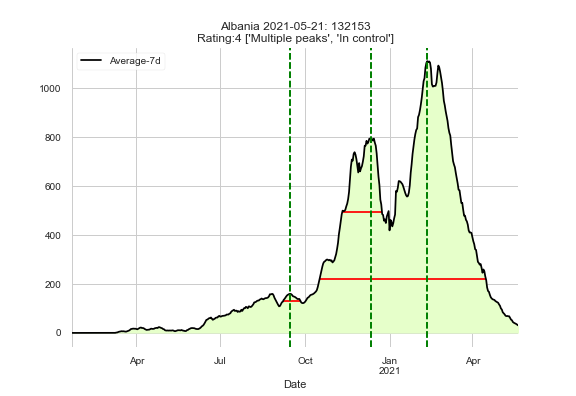 Albania 2021-05-21: 132153
Rating:4 ['Multiple peaks', 'In control']
Average-7d
1000
800
600
400
200
0
Apr Jul Oct Jan Apr
2021
Date